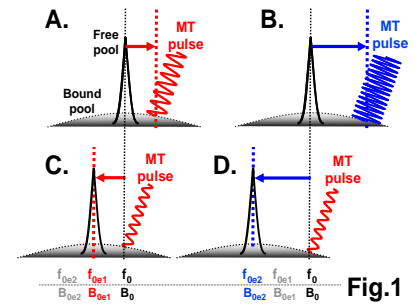 A.
Free
pool
MT
pulse
Bound
pool
B.
MT
pulse
C.
MT
pulse
D.
MT
pulse
f0e2 f0e1 f0 f0e2 f0e1 f0
B0e2 B0e1 B0 B0e2 B0e1 B0
Fig.1